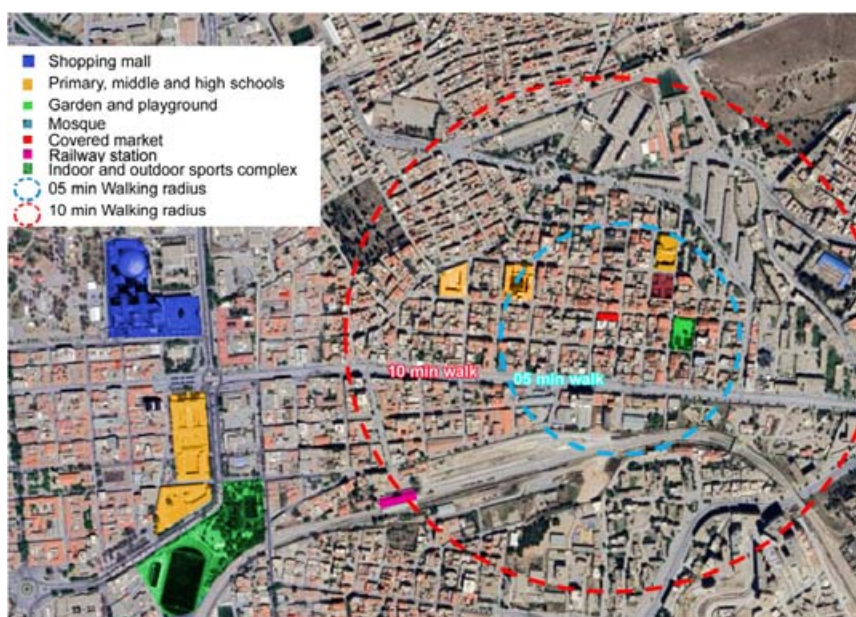 Shopping mall
Primary, middle and high schools
Garden and playground
Mosque
Covered market
Railway station
Indoor and outdoor sports complex
05 min Walking radius
10 min Walking radius
10 min walk
05 min walk